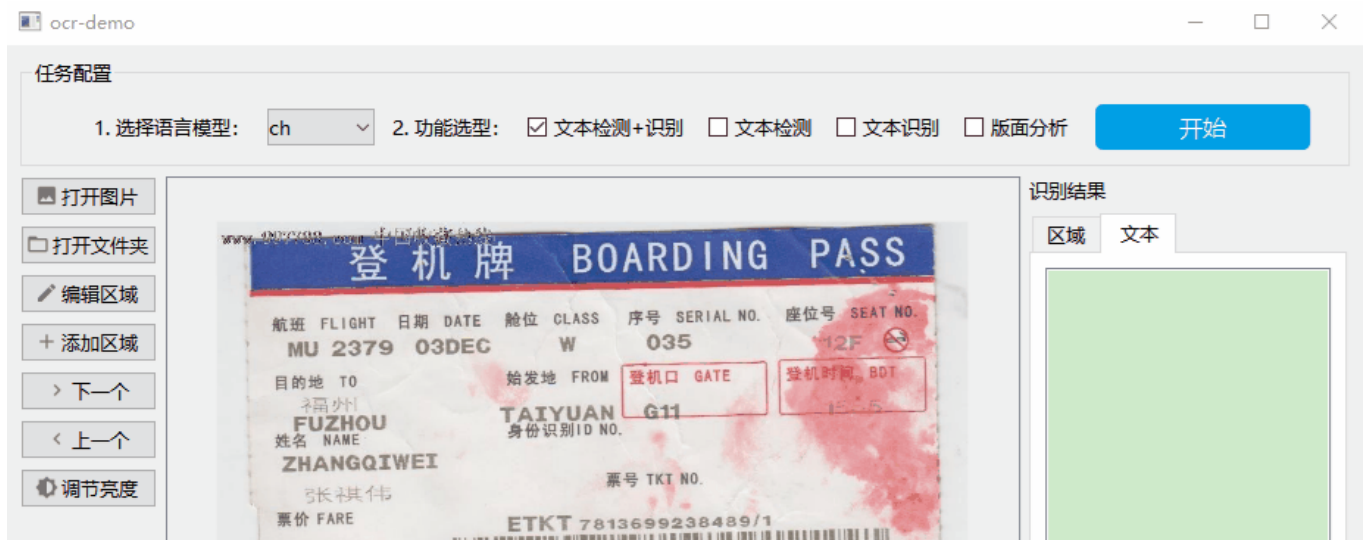 ocr-demo
任务配置
1. 选择语言模型: ch 2. 功能选型: 文本检测+识别 文本检测 文本识别 版面分析 开始
打开图片
打开文件夹
编辑区域
添加区域
> 下一个
< 上一个
调节亮度
登机牌 BOARDING PASS
航班 FLIGHT 日期 DATE 舱位 CLASS 序号 SERIAL NO. 座位号 SEAT NO.
MU 2379 03DEC W 035 12F
目的地 TO 始发地 FROM 登机口 GATE 登机时间 BDT
福州
FUZHOU TAIYUAN G11
姓名 NAME 身份识别ID NO.
ZHANGQIWEI
张祺伟 票号 TKT NO.
票价 FARE ETKT 7813699238489/1
识别结果
区域 文本